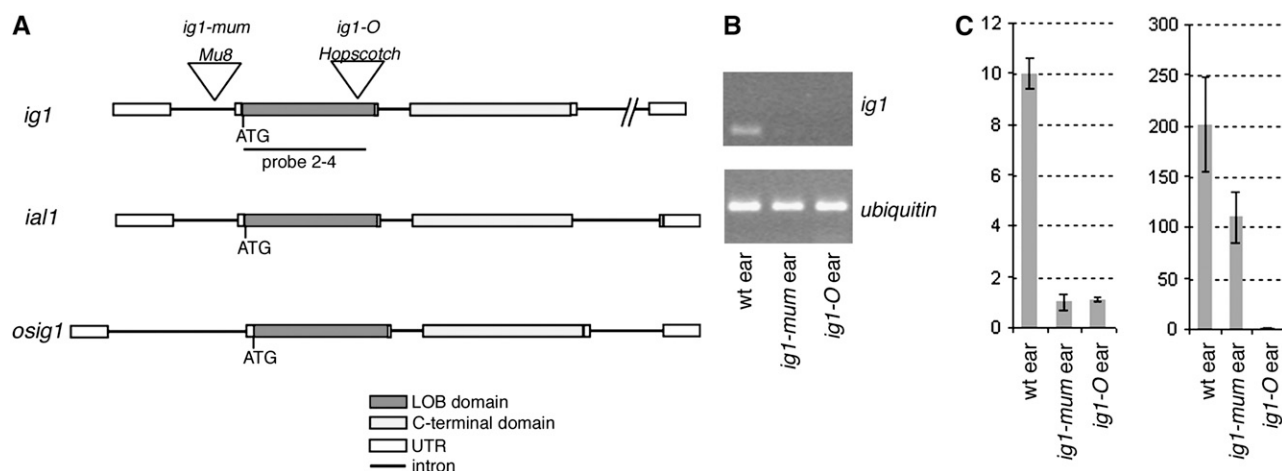 A
ig1-mum
Mu8
ig1-O
Hopscotch
ig1
ATG
probe 2-4
ial1
ATG
osig1
ATG
LOB domain
C-terminal domain
UTR
intron
B
ig1
ubiquitin
wt ear
ig1-mum ear
ig1-O ear
C
12
10
8
6
4
2
0
wt ear
ig1-mum ear
ig1-O ear
300
250
200
150
100
50
0
wt ear
ig1-mum ear
ig1-O ear